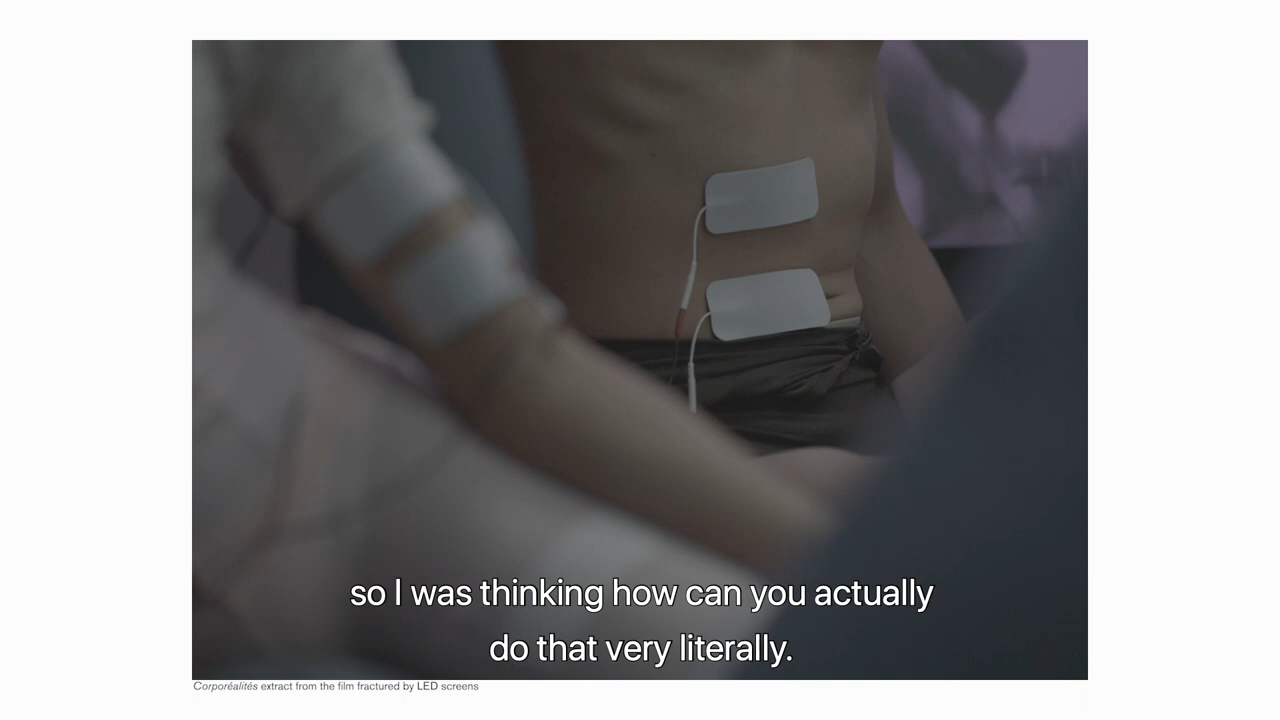 so I was thinking how can you actually
do that very literally.
Corporéalités extract from the film fractured by LED screens